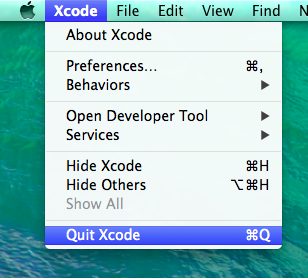 Xcode File Edit View Find N
About Xcode
Preferences… ⌘,
Behaviors ▶
Open Developer Tool ▶
Services ▶
Hide Xcode ⌘H
Hide Others ⌥⌘H
Show All
Quit Xcode ⌘Q